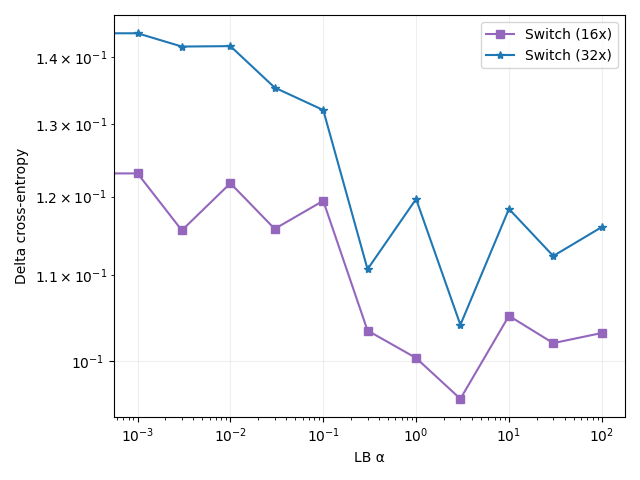 Switch (16x)
Switch (32x)
Delta cross-entropy
1.4 × 10⁻¹
1.3 × 10⁻¹
1.2 × 10⁻¹
1.1 × 10⁻¹
10⁻¹
10⁻³ 10⁻² 10⁻¹ 10⁰ 10¹ 10²
LB α